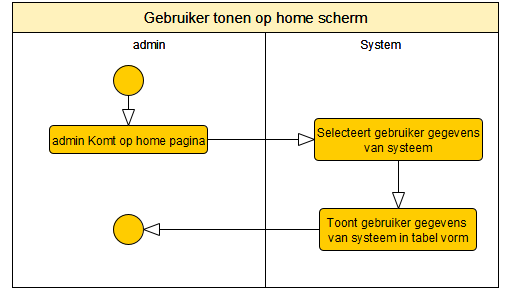 Gebruiker tonen op home scherm
admin
System
admin Komt op home pagina
Selecteert gebruiker gegevens
van systeem
Toont gebruiker gegevens
van systeem in tabel vorm